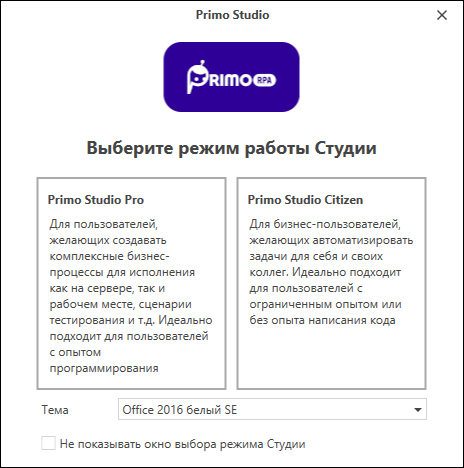 Primo Studio
PRIMO RPA
Выберите режим работы Студии
Primo Studio Pro
Для пользователей,
желающих создавать
комплексные бизнес-
процессы для исполнения
как на сервере, так и
рабочем месте, сценарии
тестирования и т.д. Идеально
подходит для пользователей
с опытом
программирования
Primo Studio Citizen
Для бизнес-пользователей,
желающих автоматизировать
задачи для себя и своих
коллег. Идеально подходит
для пользователей с
ограниченным опытом или
без опыта написания кода
Тема
Office 2016 белый SE
Не показывать окно выбора режима Студии